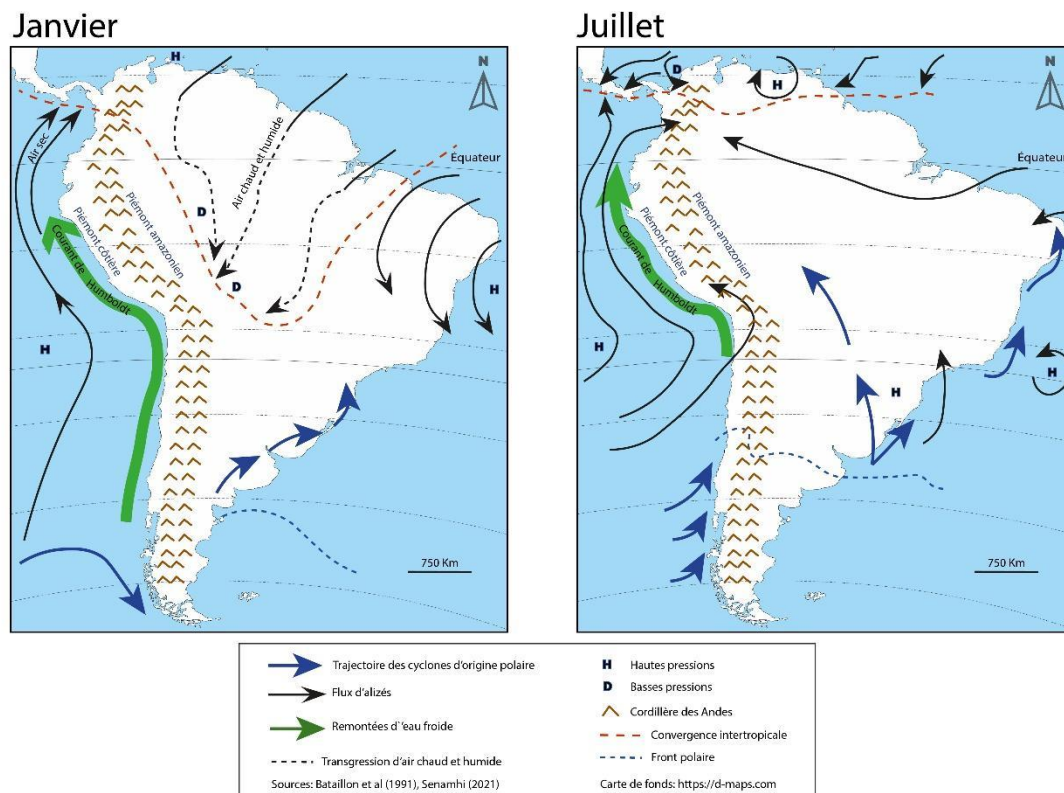 Janvier
H
N
Air sec
Air chaud et humide
Équateur
D
Piémont amazonien
Piémont côtière
Courant de Humboldt
D
H
H
750 Km
Juillet
D
H
N
Équateur
Piémont amazonien
Piémont côtière
Courant de Humboldt
H
H
H
750 Km
Trajectoire des cyclones d'origine polaire
Flux d'alizés
Remontées d'´eau froide
Transgression d'air chaud et humide
Sources: Bataillon et al (1991), Senamhi (2021)
H Hautes pressions
D Basses pressions
Cordillère des Andes
Convergence intertropicale
Front polaire
Carte de fonds: https://d-maps.com